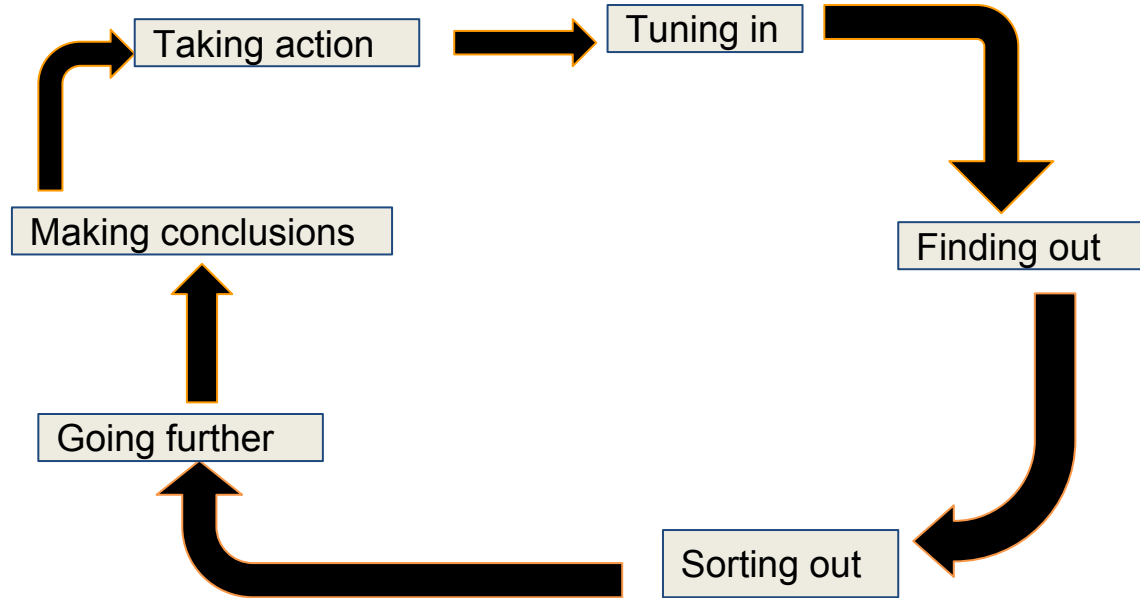 Taking action
Tuning in
Making conclusions
Finding out
Going further
Sorting out